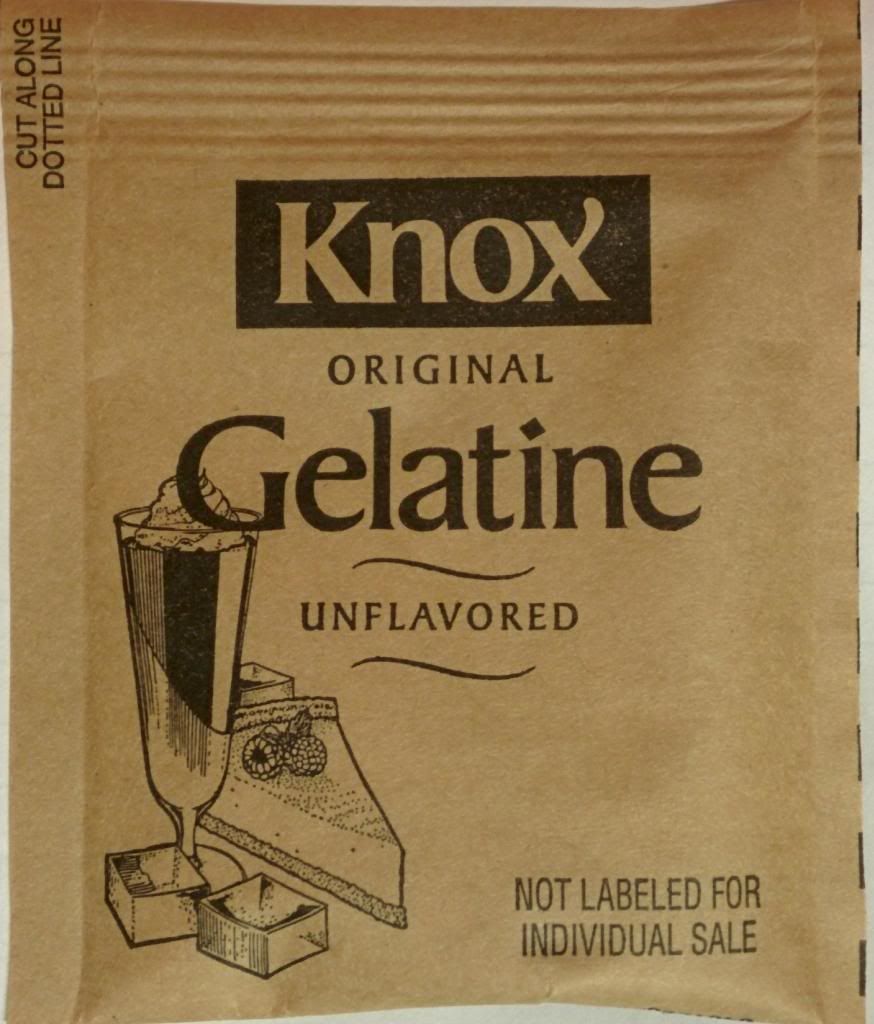 CUT ALONG
DOTTED LINE
Knox
ORIGINAL
Gelatine
UNFLAVORED
NOT LABELED FOR
INDIVIDUAL SALE